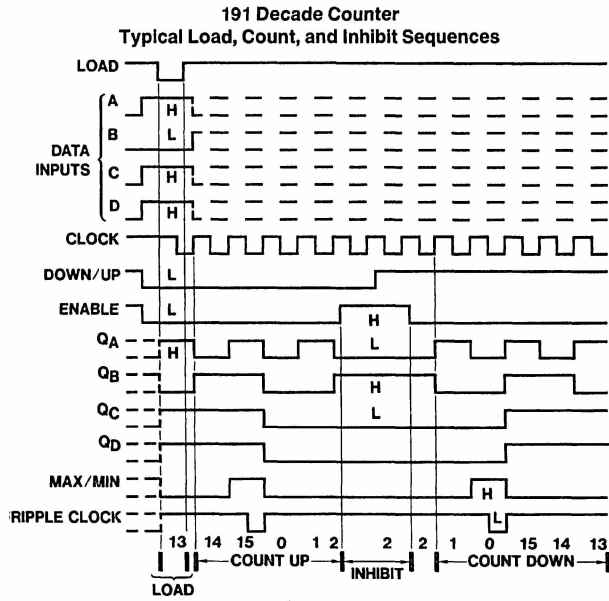 191 Decade Counter
Typical Load, Count, and Inhibit Sequences
LOAD
A H
B L
DATA
INPUTS
C H
D H
CLOCK
DOWN/UP L
ENABLE L H
QA H L
QB H
QC L
QD
MAX/MIN H
RIPPLE CLOCK L
13 14 15 0 1 2 2 2 1 0 15 14 13
COUNT UP INHIBIT COUNT DOWN
LOAD